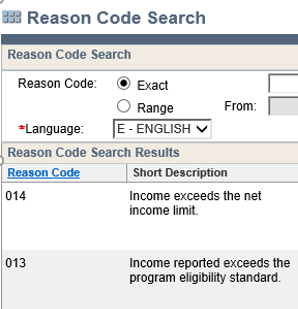 Reason Code Search
Reason Code Search
Reason Code: Exact
Range From:
*Language: E - ENGLISH
Reason Code Search Results
Reason Code Short Description
014 Income exceeds the net
income limit.
013 Income reported exceeds the
program eligibility standard.